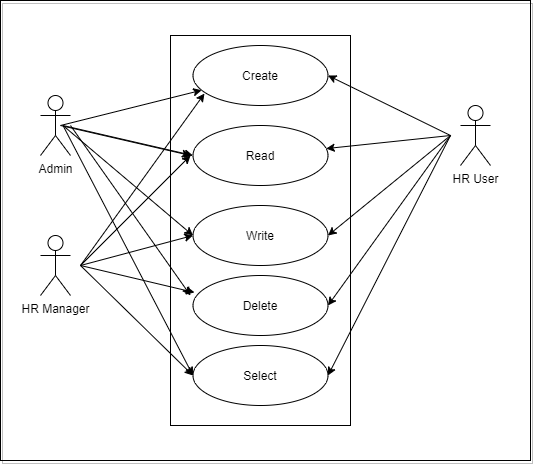 Create
Read
Admin
HR User
Write
HR Manager
Delete
Select